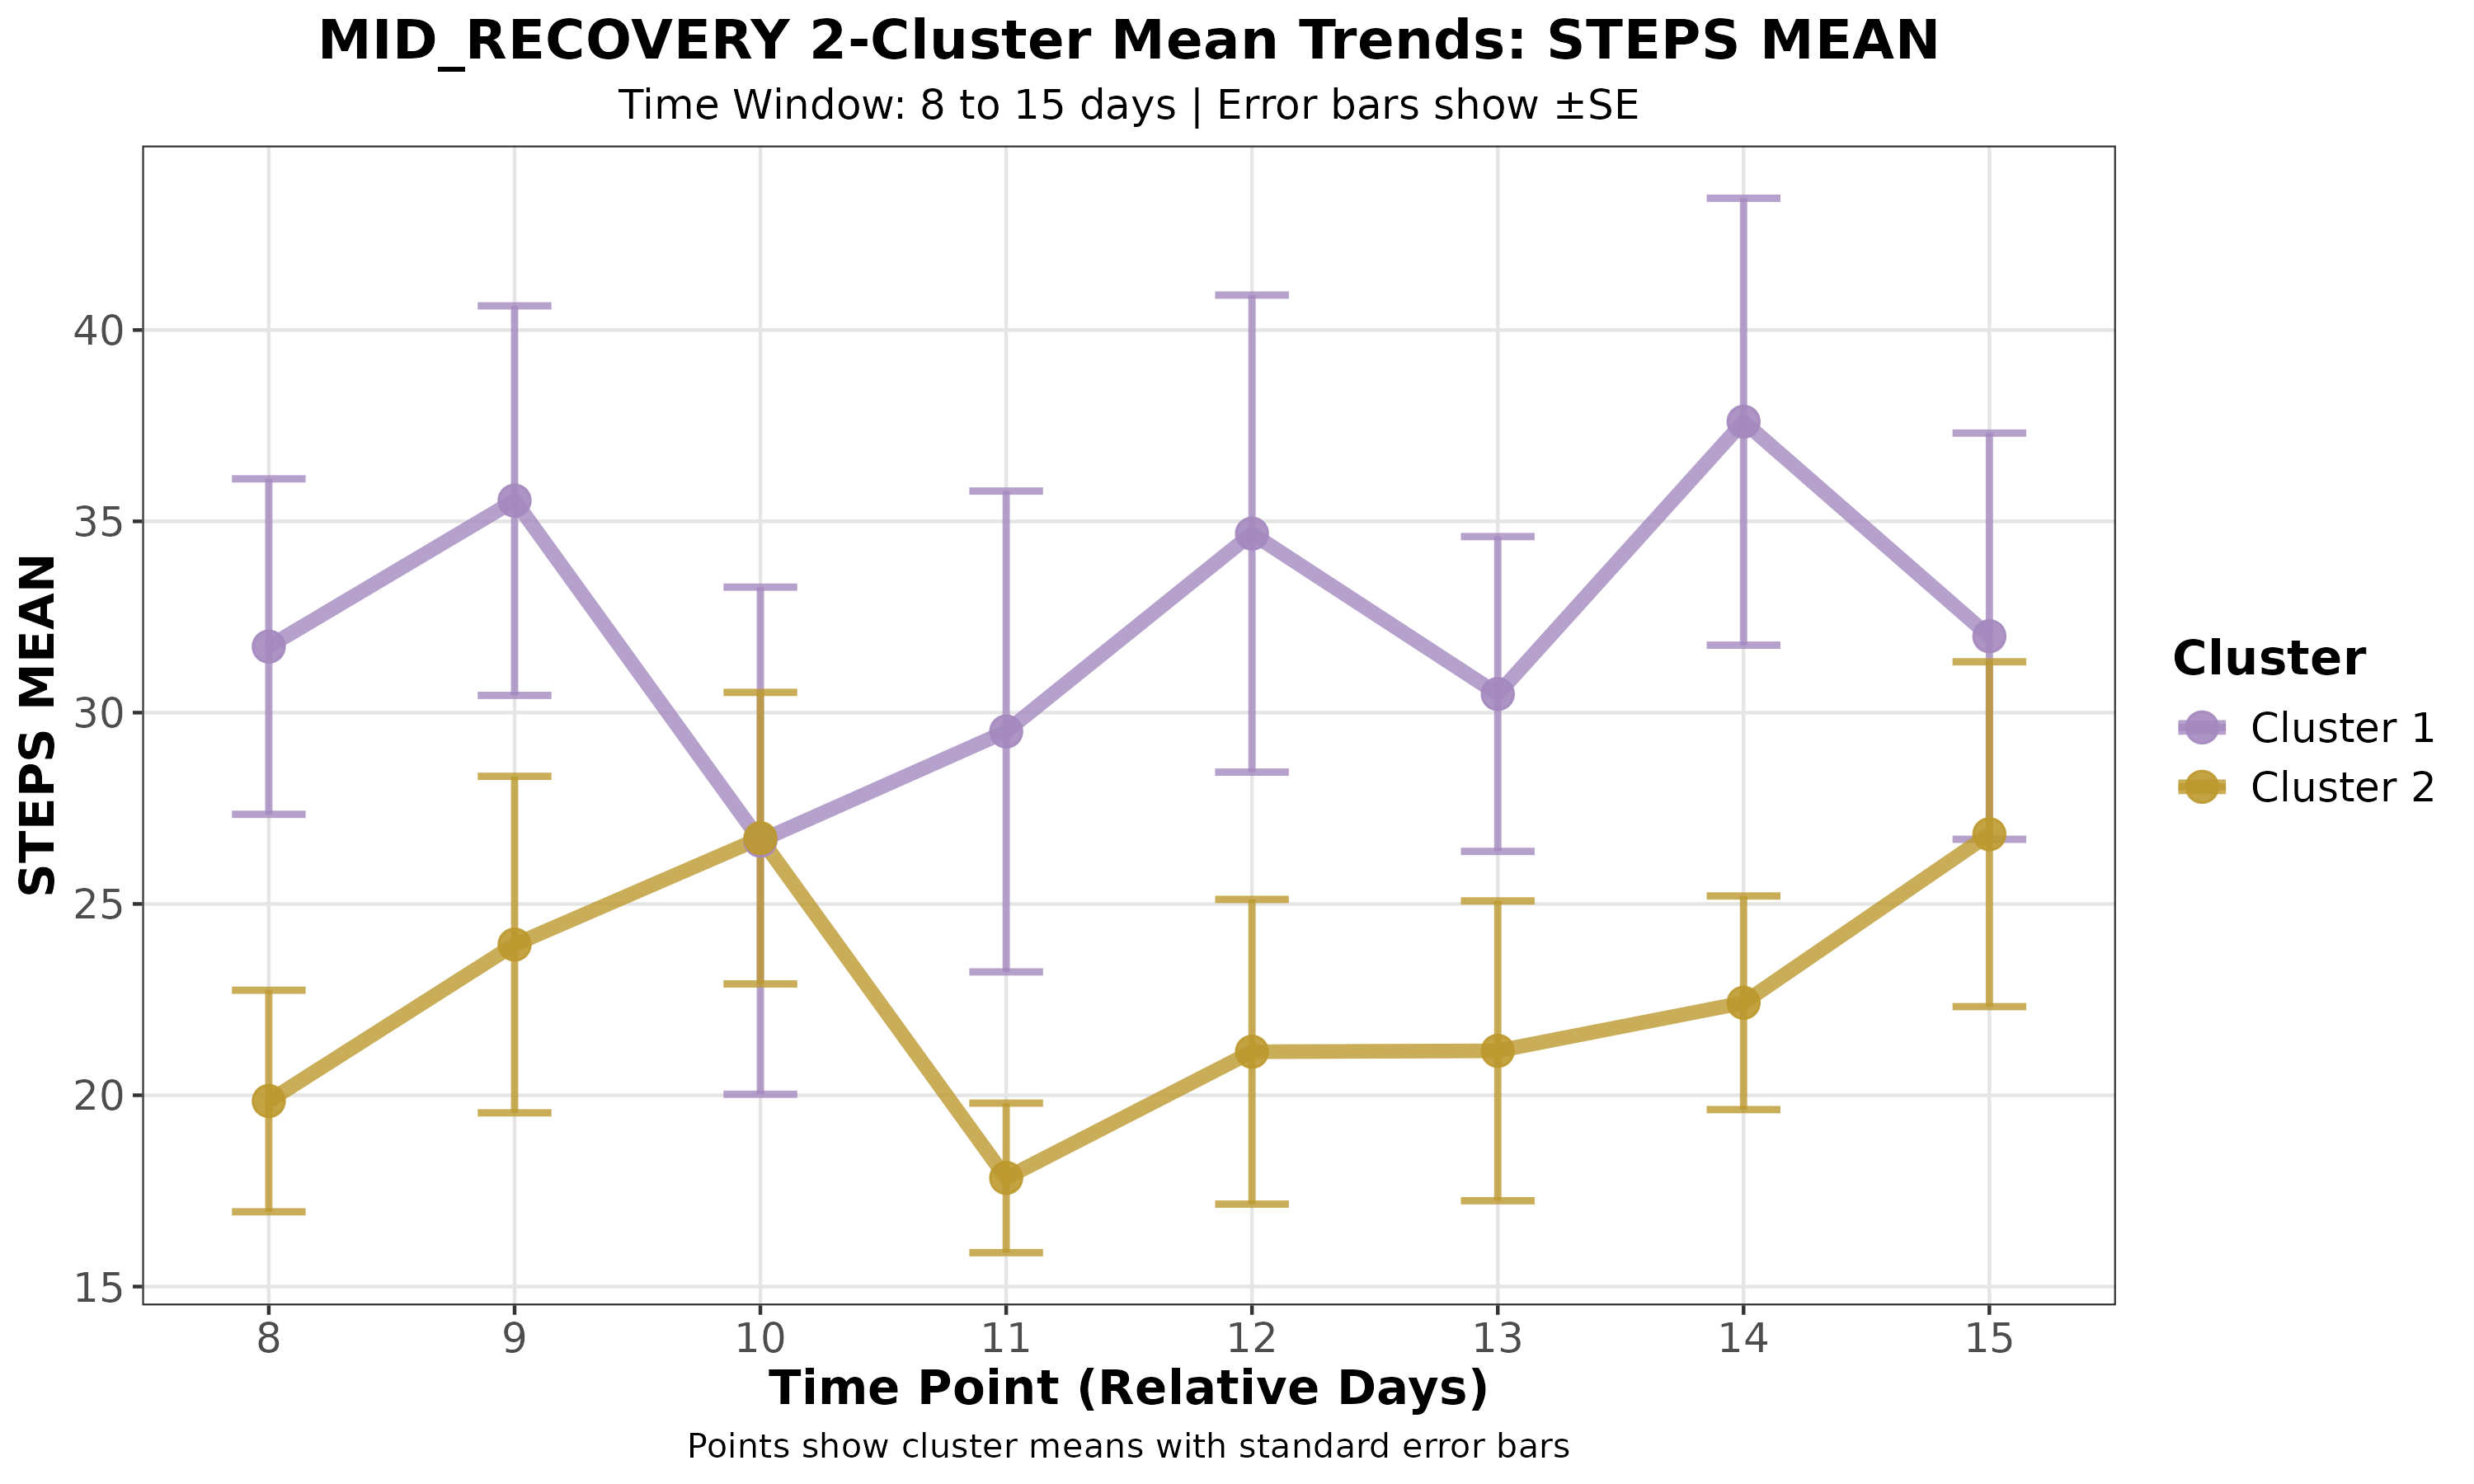 MID_RECOVERY 2-Cluster Mean Trends: STEPS MEAN
Time Window: 8 to 15 days | Error bars show ±SE
STEPS MEAN
40
35
30
25
20
15
8 9 10 11 12 13 14 15
Time Point (Relative Days)
Points show cluster means with standard error bars
Cluster
Cluster 1
Cluster 2